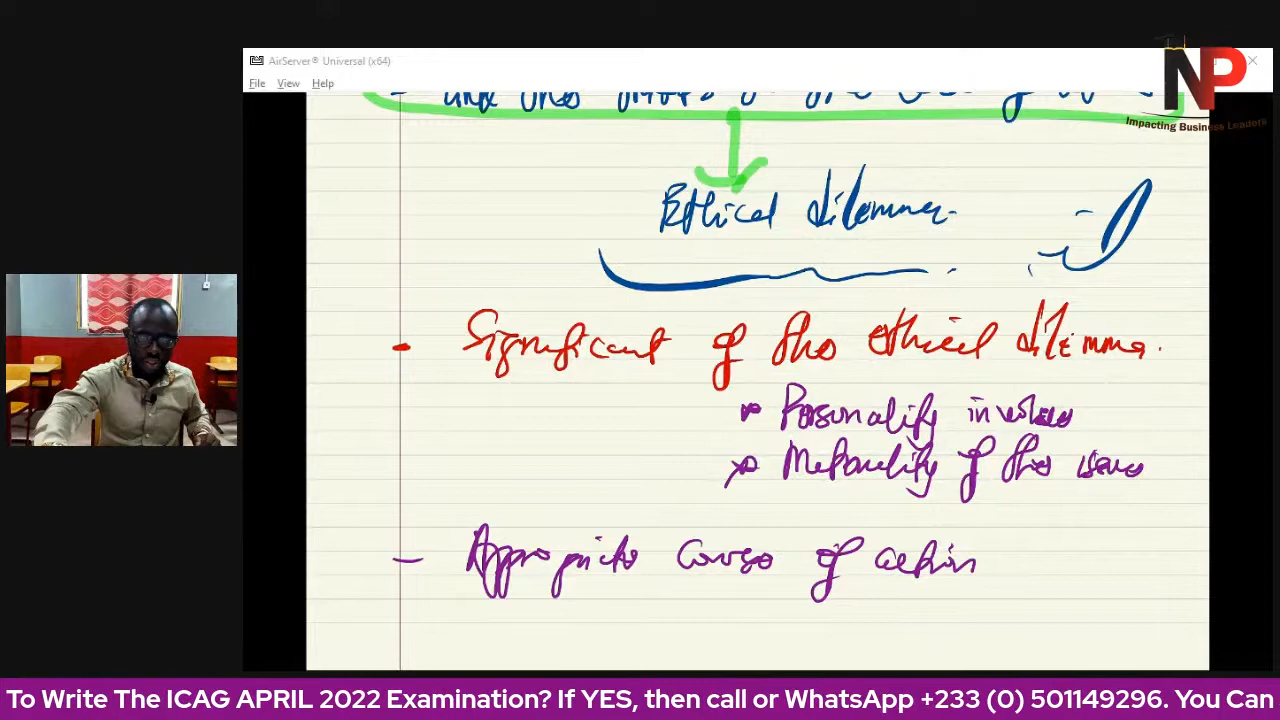 AirServer® Universal (x64)
File View Help
NP
Impacting Business Leaders
Ethical dilemma
Significant of the ethical dilemma.
Personality involve
Materiality of the issue
Appropriate course of action
To Write The ICAG APRIL 2022 Examination? If YES, then call or WhatsApp +233 (0) 501149296. You Can